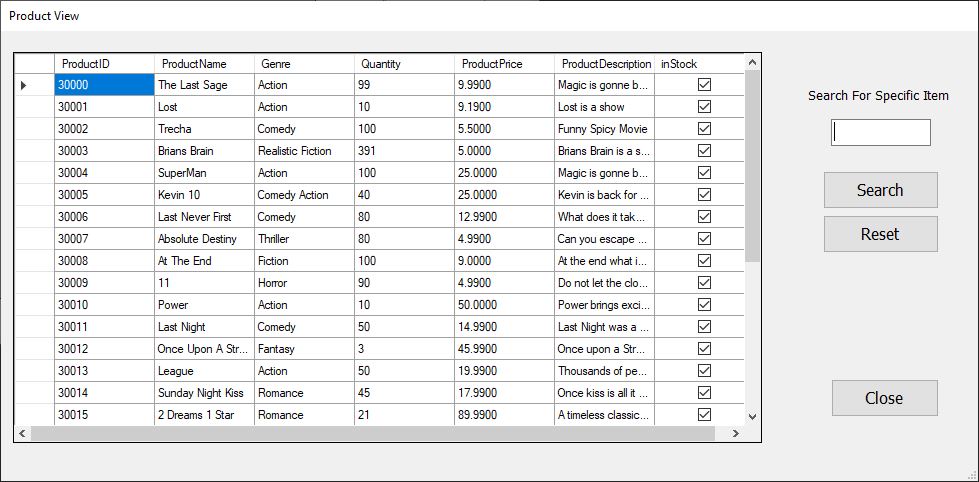 Product View
ProductID ProductName Genre Quantity ProductPrice ProductDescription inStock
30000 The Last Sage Action 99 9.9900 Magic is gonne b...
30001 Lost Action 10 9.1900 Lost is a show
30002 Trecha Comedy 100 5.5000 Funny Spicy Movie
30003 Brians Brain Realistic Fiction 391 5.0000 Brians Brain is a s...
30004 SuperMan Action 100 25.0000 Magic is gonne b...
30005 Kevin 10 Comedy Action 40 25.0000 Kevin is back for ...
30006 Last Never First Comedy 80 12.9900 What does it tak...
30007 Absolute Destiny Thriller 80 4.9900 Can you escape ...
30008 At The End Fiction 100 9.0000 At the end what i...
30009 11 Horror 90 4.9900 Do not let the clo...
30010 Power Action 10 50.0000 Power brings exci...
30011 Last Night Comedy 50 14.9900 Last Night was a ...
30012 Once Upon A Str... Fantasy 3 45.9900 Once upon a Str...
30013 League Action 50 19.9900 Thousands of pe...
30014 Sunday Night Kiss Romance 45 17.9900 Once kiss is all it ...
30015 2 Dreams 1 Star Romance 21 89.9900 A timeless classic...
Search For Specific Item
Search
Reset
Close